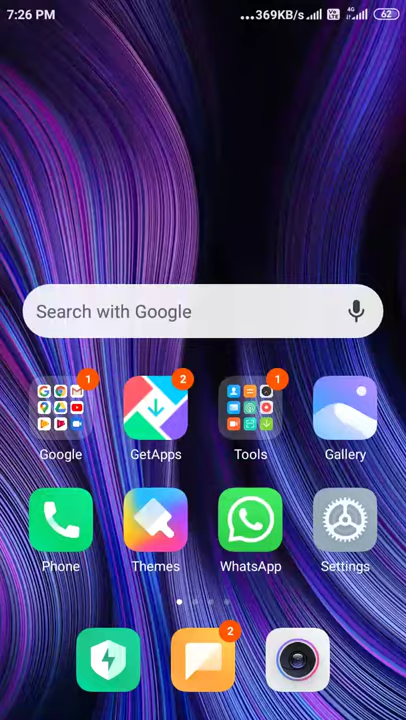 7:26 PM ...369KB/s 4G 62
Search with Google
1 2 1
Google GetApps Tools Gallery
Phone Themes WhatsApp Settings
2